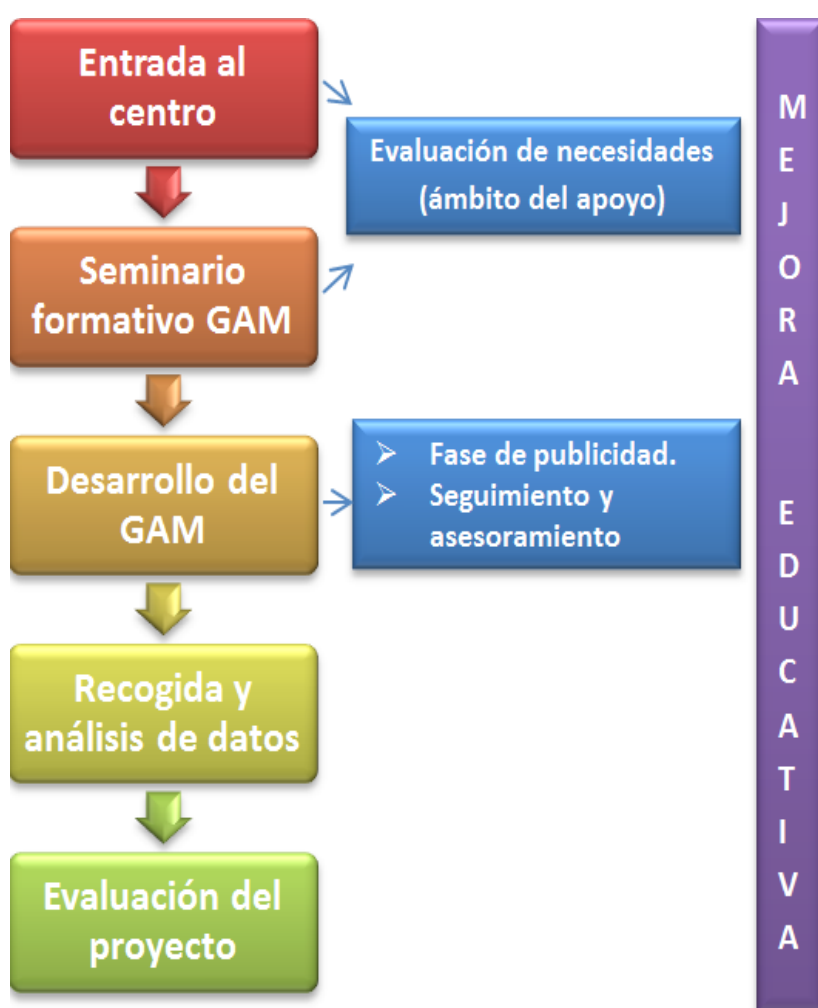 Entrada al
centro
Evaluación de necesidades
(ámbito del apoyo)
Seminario
formativo GAM
Desarrollo del
GAM
➢ Fase de publicidad.
➢ Seguimiento y
asesoramiento
Recogida y
análisis de datos
Evaluación del
proyecto
M
E
J
O
R
A
E
D
U
C
A
T
I
V
A